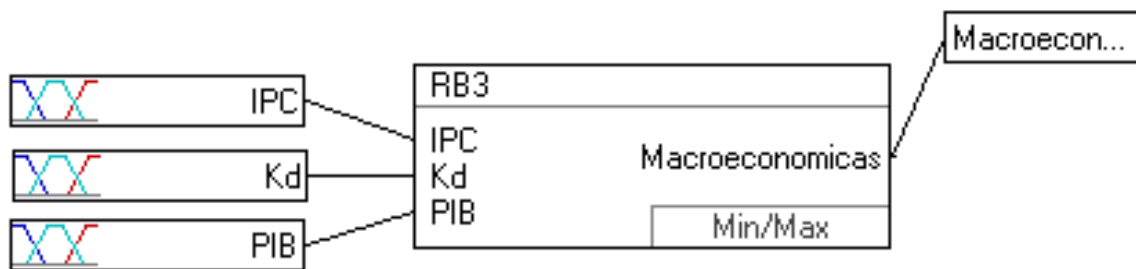 Macroecon...
RB3
IPC
IPC
Macroeconomicas
Kd
Kd
PIB
PIB
Min/Max